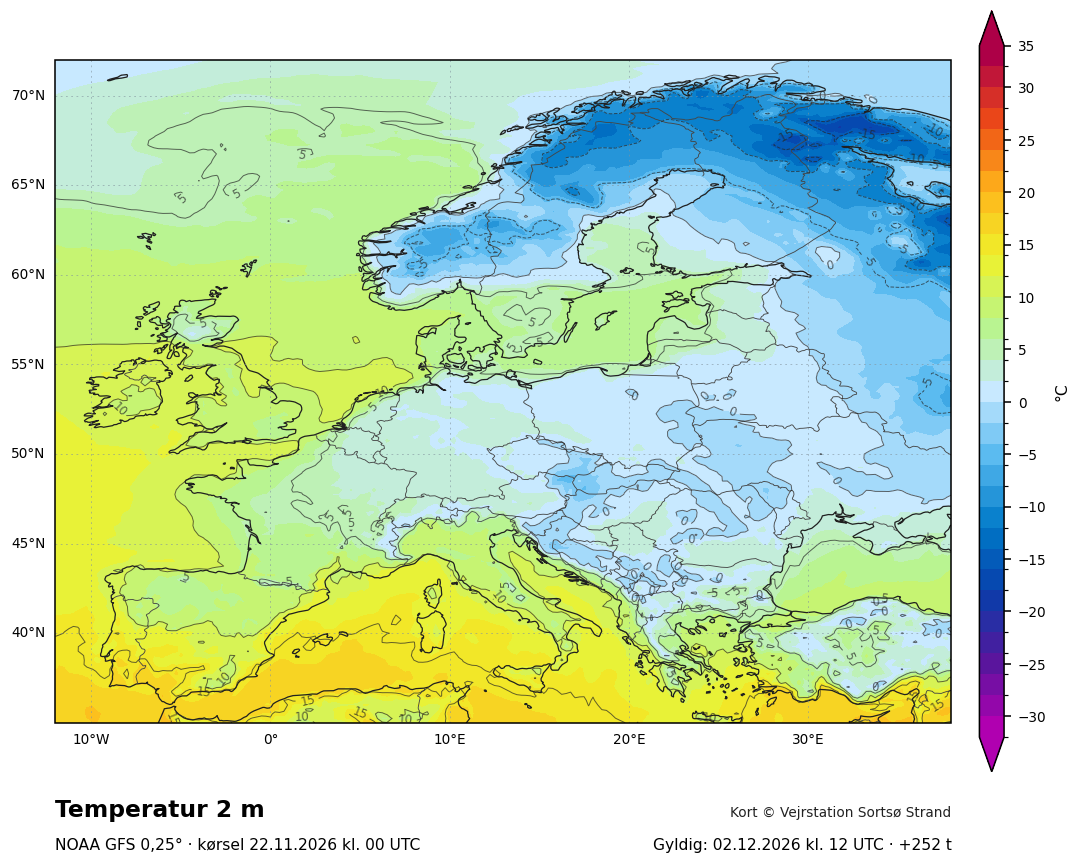 70°N
65°N
60°N
55°N
50°N
45°N
40°N
10°W
0°
10°E
20°E
30°E
35
30
25
20
15
10
5
0
−5
−10
−15
−20
−25
−30
°C
Temperatur 2 m
Kort © Vejrstation Sortsø Strand
NOAA GFS 0,25° · kørsel 22.11.2026 kl. 00 UTC
Gyldig: 02.12.2026 kl. 12 UTC · +252 t